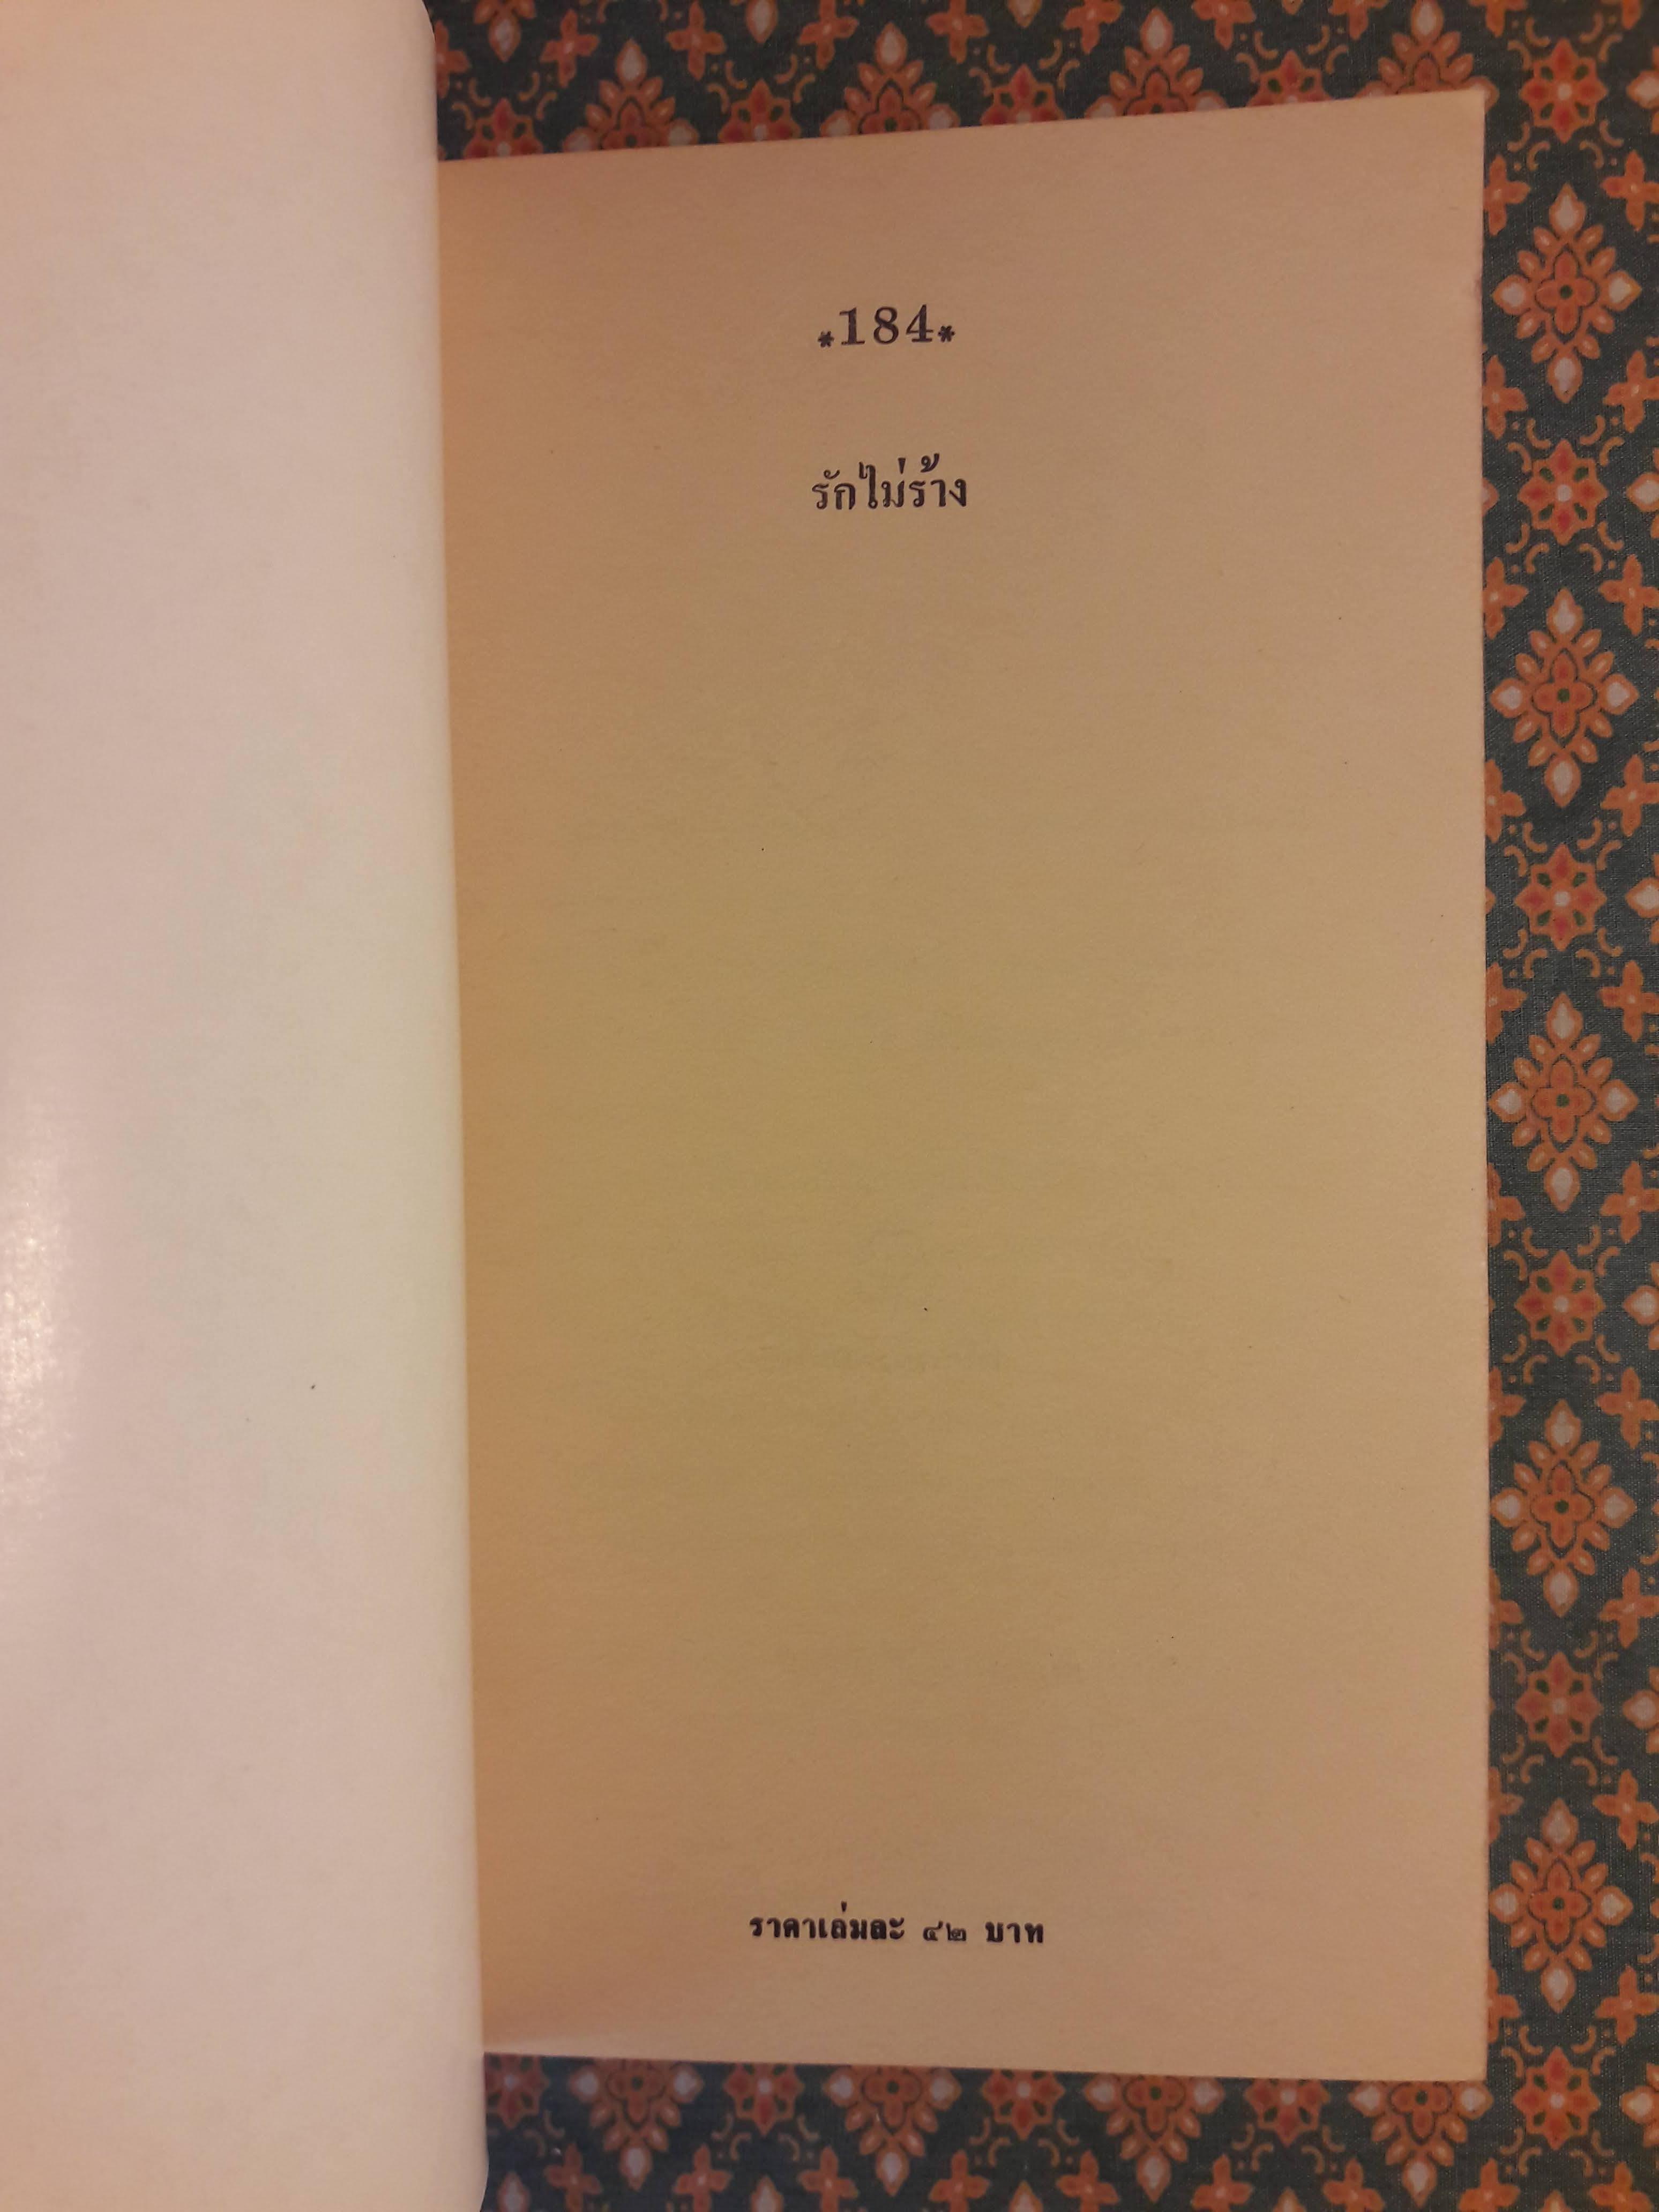 *184*
รักไม่ร้าง
ราคาเล่มละ ๔๒ บาท